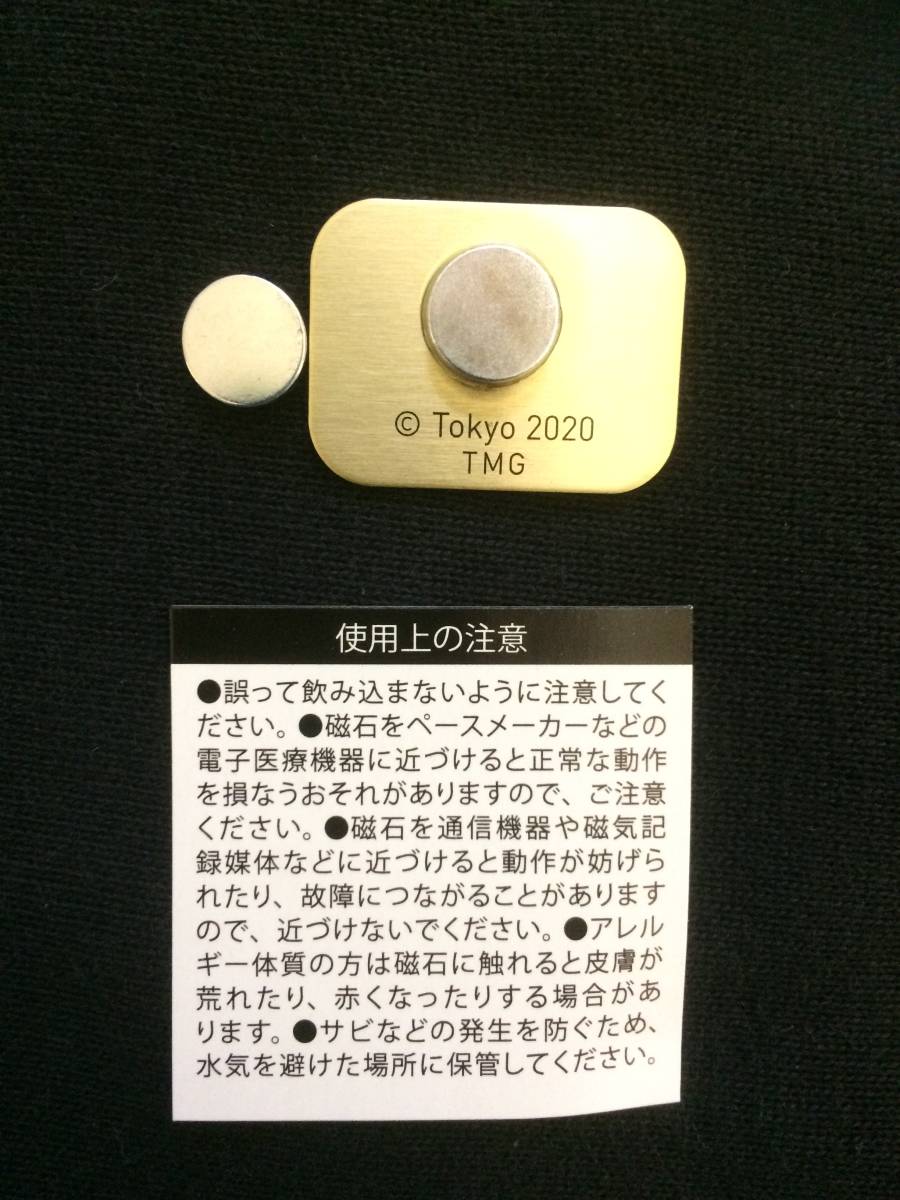 © Tokyo 2020
TMG
使用上の注意
●誤って飲み込まないように注意してく
ださい。●磁石をペースメーカーなどの
電子医療機器に近づけると正常な動作
を損なうおそれがありますので、ご注意
ください。●磁石を通信機器や磁気記
録媒体などに近づけると動作が妨げら
れたり、故障につながることがあります
ので、近づけないでください。●アレル
ギー体質の方は磁石に触れると皮膚が
荒れたり、赤くなったりする場合があ
ります。●サビなどの発生を防ぐため、
水気を避けた場所に保管してください。